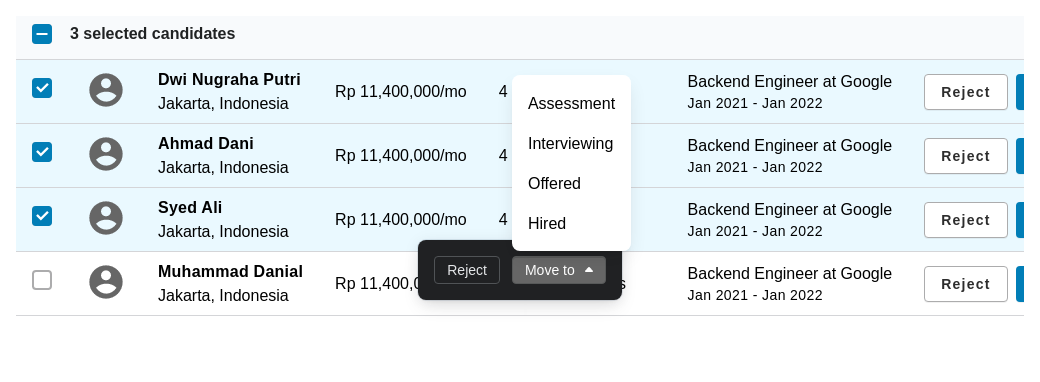 3 selected candidates
Dwi Nugraha Putri
Jakarta, Indonesia
Rp 11,400,000/mo
4
Backend Engineer at Google
Jan 2021 - Jan 2022
Reject
Ahmad Dani
Jakarta, Indonesia
Rp 11,400,000/mo
4
Backend Engineer at Google
Jan 2021 - Jan 2022
Reject
Syed Ali
Jakarta, Indonesia
Rp 11,400,000/mo
4
Backend Engineer at Google
Jan 2021 - Jan 2022
Reject
Muhammad Danial
Jakarta, Indonesia
Rp 11,400,0
Backend Engineer at Google
Jan 2021 - Jan 2022
Reject
Assessment
Interviewing
Offered
Hired
Reject
Move to